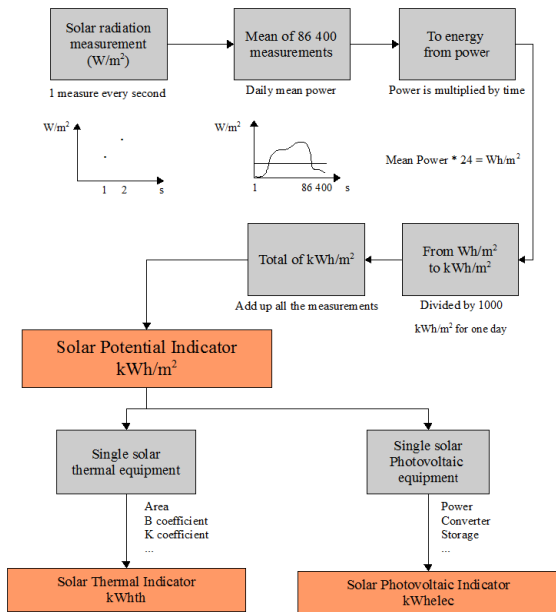 Solar radiation
measurement
(W/m²)
Mean of 86 400
measurements
To energy
from power
1 measure every second
Daily mean power
Power is multiplied by time
W/m²
1
2
s
W/m²
1
86 400
s
Mean Power * 24 = Wh/m²
Total of kWh/m²
From Wh/m²
to kWh/m²
Add up all the measurements
Divided by 1000
kWh/m² for one day
Solar Potential Indicator
kWh/m²
Single solar
thermal equipment
Single solar
Photovoltaic
equipment
Area
B coefficient
K coefficient
...
Power
Converter
Storage
...
Solar Thermal Indicator
kWhth
Solar Photovoltaic Indicator
kWhelec